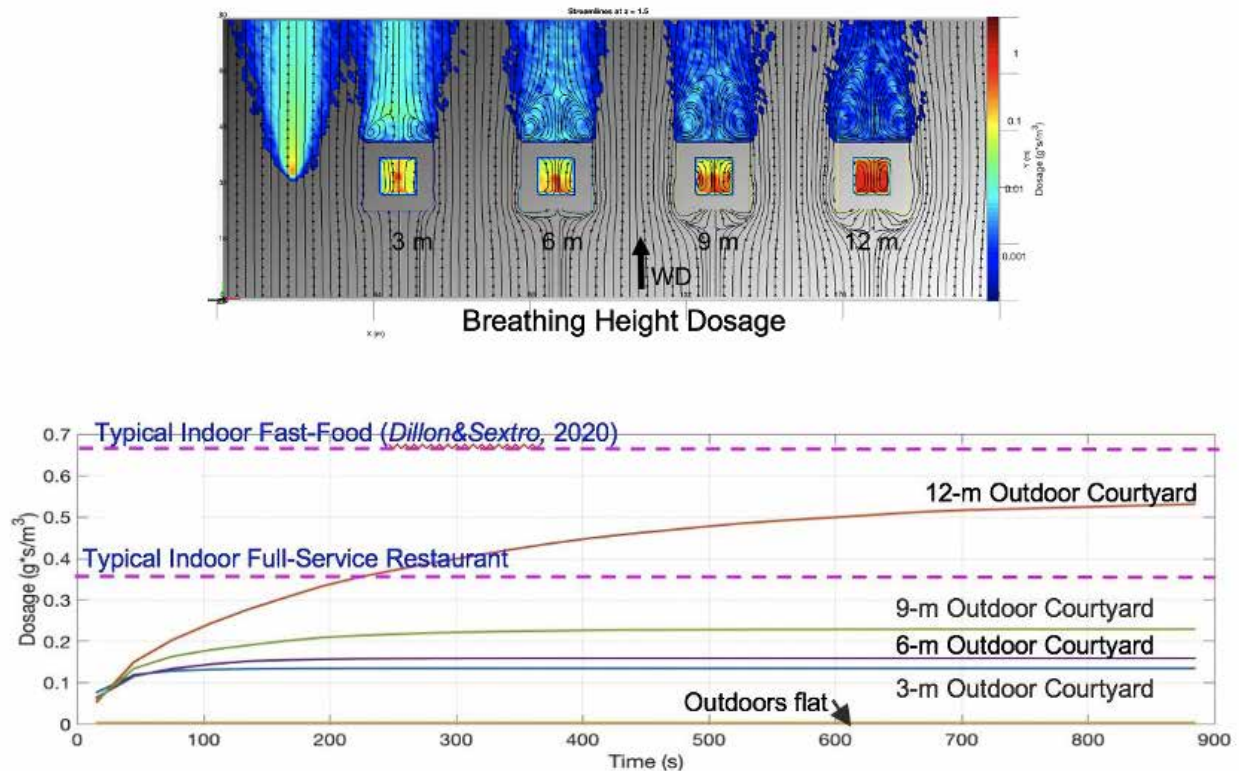 Streamlines at z = 1.5
1
0.1
0.01
0.001
Y (m)
Dosage (g*s/m³)
3 m
6 m
9 m
12 m
WD
X (m)
Breathing Height Dosage
Typical Indoor Fast-Food (Dillon&Sextro, 2020)
12-m Outdoor Courtyard
Typical Indoor Full-Service Restaurant
9-m Outdoor Courtyard
6-m Outdoor Courtyard
3-m Outdoor Courtyard
Outdoors flat
Dosage (g*s/m³)
0.7
0.6
0.5
0.4
0.3
0.2
0.1
0
0 100 200 300 400 500 600 700 800 900
Time (s)